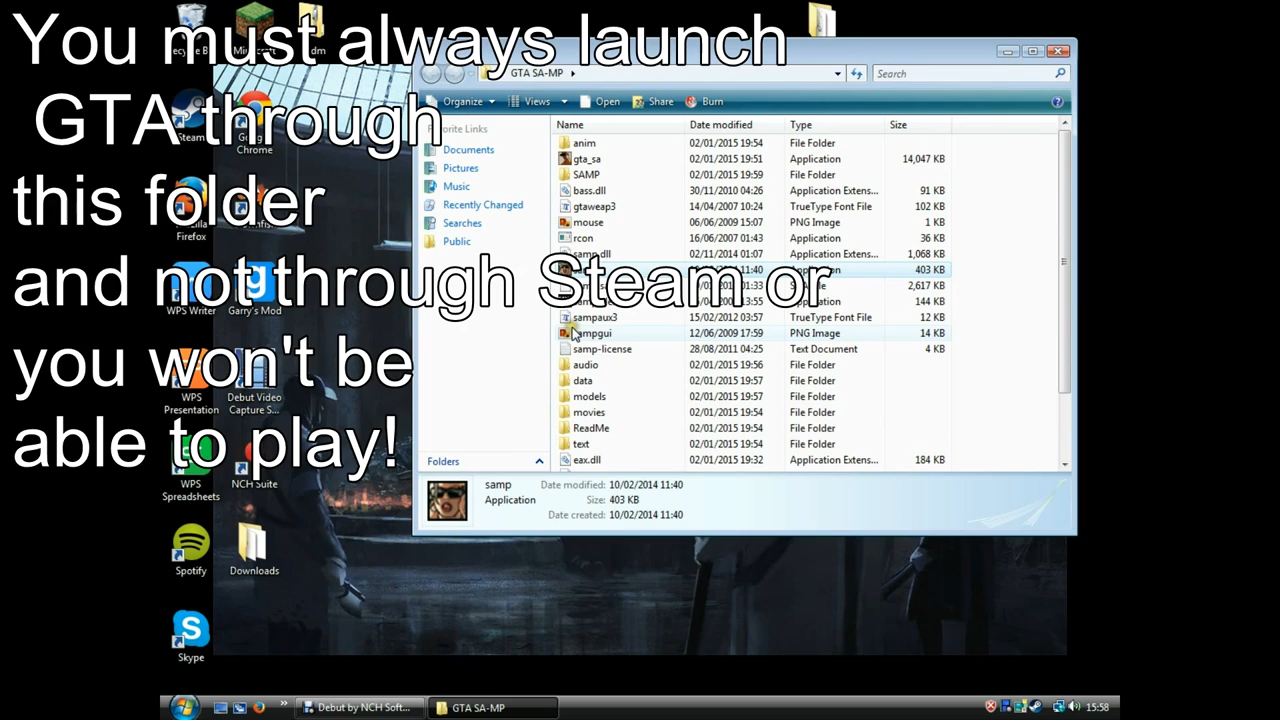 You must always launch
GTA through
this folder
and not through Steam or
you won't be
able to play!
GTA SA-MP
Search
Organize Views Open Share Burn
Favorite Links
Documents
Pictures
Music
Recently Changed
Searches
Public
Folders
Name Date modified Type Size
anim 02/01/2015 19:54 File Folder
gta_sa 02/01/2015 19:51 Application 14,047 KB
SAMP 02/01/2015 19:59 File Folder
bass.dll 30/11/2010 04:26 Application Extens... 91 KB
gtaweap3 14/04/2007 10:24 TrueType Font File 102 KB
mouse 06/06/2009 15:07 PNG Image 1 KB
rcon 16/06/2007 01:43 Application 36 KB
samp.dll 02/11/2014 01:07 Application Extens... 1,068 KB
11:40 403 KB
01:33 2,617 KB
13:55 Application 144 KB
sampaux3 15/02/2012 03:57 TrueType Font File 12 KB
sampgui 12/06/2009 17:59 PNG Image 14 KB
samp-license 28/08/2011 04:25 Text Document 4 KB
audio 02/01/2015 19:56 File Folder
data 02/01/2015 19:57 File Folder
models 02/01/2015 19:57 File Folder
movies 02/01/2015 19:54 File Folder
ReadMe 02/01/2015 19:54 File Folder
text 02/01/2015 19:54 File Folder
eax.dll 02/01/2015 19:32 Application Extens... 184 KB
samp Date modified: 10/02/2014 11:40
Application Size: 403 KB
Date created: 10/02/2014 11:40
Steam
Chrome
Firefox
WPS Writer
Garry's Mod
WPS
Presentation
Debut Video
Capture S...
WPS
Spreadsheets
NCH Suite
Spotify
Downloads
Skype
S
Debut by NCH Soft...
GTA SA-MP
15:58